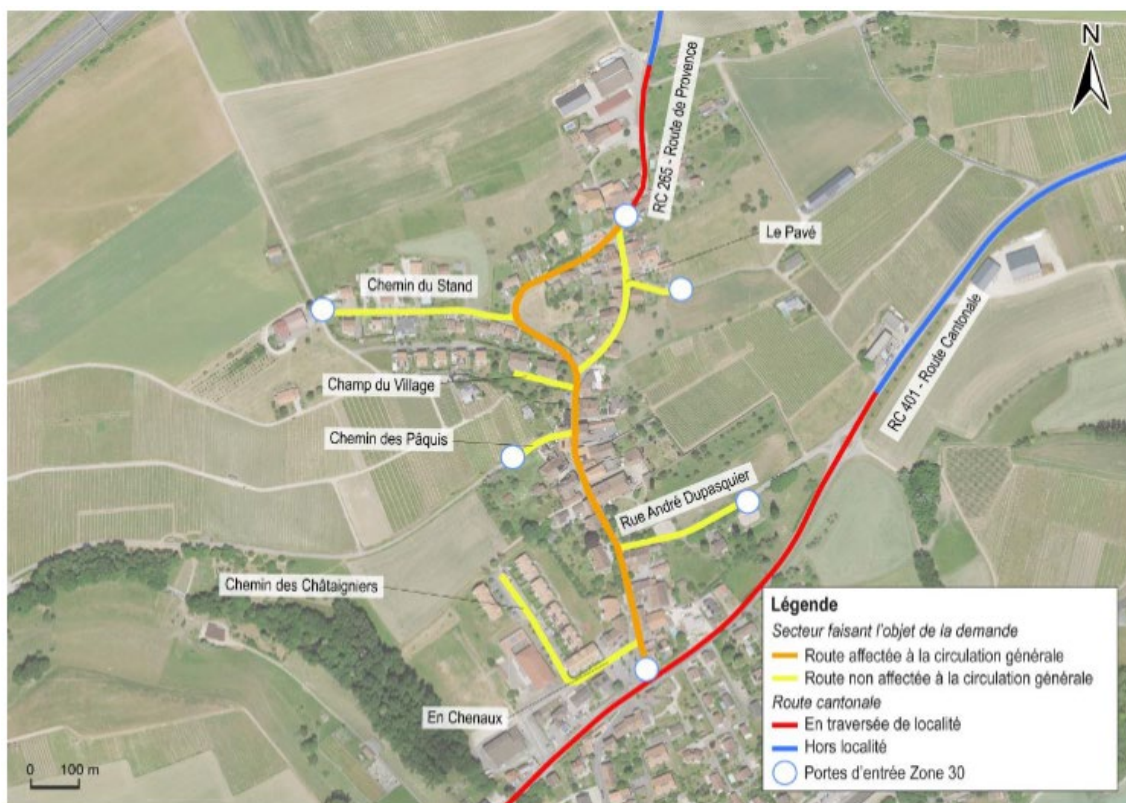 N
RC 265 - Route de Provence
Le Pavé
Chemin du Stand
RC 401 - Route Cantonale
Champ du Village
Chemin des Pâquis
Rue André Dupasquier
Chemin des Châtaigniers
En Chenaux
0 100 m
Légende
Secteur faisant l'objet de la demande
Route affectée à la circulation générale
Route non affectée à la circulation générale
Route cantonale
En traversée de localité
Hors localité
Portes d'entrée Zone 30